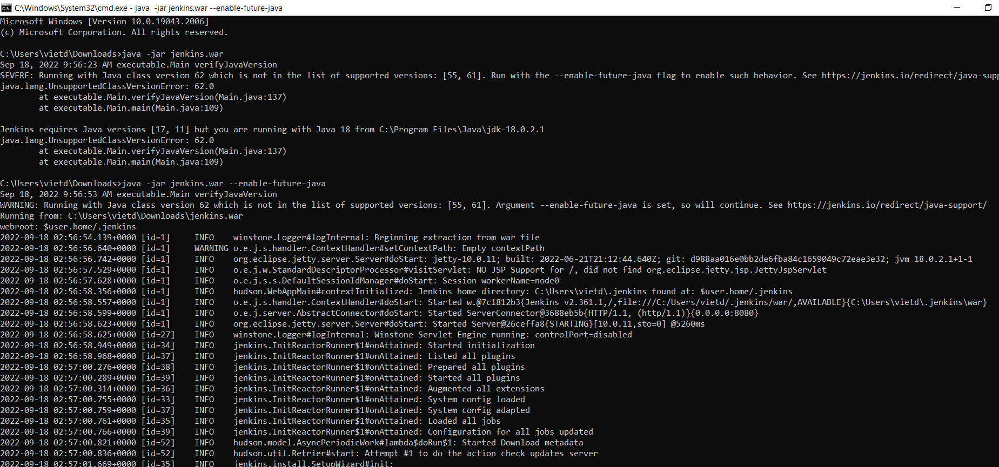 C:\Windows\System32\cmd.exe - java  -jar jenkins.war --enable-future-java
Microsoft Windows [Version 10.0.19043.2006]
(c) Microsoft Corporation. All rights reserved.
C:\Users\vietd\Downloads>java -jar jenkins.war
Sep 18, 2022 9:56:23 AM executable.Main verifyJavaVersion
SEVERE: Running with Java class version 62 which is not in the list of supported versions: [55, 61]. Run with the --enable-future-java flag to enable such behavior. See https://jenkins.io/redirect/java-supp
java.lang.UnsupportedClassVersionError: 62.0
        at executable.Main.verifyJavaVersion(Main.java:137)
        at executable.Main.main(Main.java:109)
Jenkins requires Java versions [17, 11] but you are running with Java 18 from C:\Program Files\Java\jdk-18.0.2.1
java.lang.UnsupportedClassVersionError: 62.0
        at executable.Main.verifyJavaVersion(Main.java:137)
        at executable.Main.main(Main.java:109)
C:\Users\vietd\Downloads>java -jar jenkins.war --enable-future-java
Sep 18, 2022 9:56:53 AM executable.Main verifyJavaVersion
WARNING: Running with Java class version 62 which is not in the list of supported versions: [55, 61]. Argument --enable-future-java is set, so will continue. See https://jenkins.io/redirect/java-support/
Running from: C:\Users\vietd\Downloads\jenkins.war
webroot: $user.home/.jenkins
2022-09-18 02:56:54.139+0000 [id=1]     INFO    winstone.Logger#logInternal: Beginning extraction from war file
2022-09-18 02:56:56.640+0000 [id=1]     WARNING o.e.j.s.handler.ContextHandler#setContextPath: Empty contextPath
2022-09-18 02:56:56.742+0000 [id=1]     INFO    org.eclipse.jetty.server.Server#doStart: jetty-10.0.11; built: 2022-06-21T21:12:44.640Z; git: d988aa016e0bb2de6fba84c1659049c72eae3e32; jvm 18.0.2.1+1-1
2022-09-18 02:56:57.529+0000 [id=1]     INFO    o.e.j.w.StandardDescriptorProcessor#visitServlet: NO JSP Support for /, did not find org.eclipse.jetty.jsp.JettyJspServlet
2022-09-18 02:56:57.628+0000 [id=1]     INFO    o.e.j.s.s.DefaultSessionIdManager#doStart: Session workerName=node0
2022-09-18 02:56:58.356+0000 [id=1]     INFO    hudson.WebAppMain#contextInitialized: Jenkins home directory: C:\Users\vietd\.jenkins found at: $user.home/.jenkins
2022-09-18 02:56:58.557+0000 [id=1]     INFO    o.e.j.s.handler.ContextHandler#doStart: Started w.@7c1812b3{Jenkins v2.361.1,/,file:///C:/Users/vietd/.jenkins/war/,AVAILABLE}{C:\Users\vietd\.jenkins\war}
2022-09-18 02:56:58.599+0000 [id=1]     INFO    o.e.j.server.AbstractConnector#doStart: Started ServerConnector@3688eb5b{HTTP/1.1, (http/1.1)}{0.0.0.0:8080}
2022-09-18 02:56:58.623+0000 [id=1]     INFO    org.eclipse.jetty.server.Server#doStart: Started Server@26ceffa8{STARTING}[10.0.11,sto=0] @5260ms
2022-09-18 02:56:58.625+0000 [id=27]    INFO    winstone.Logger#logInternal: Winstone Servlet Engine running: controlPort=disabled
2022-09-18 02:56:58.949+0000 [id=34]    INFO    jenkins.InitReactorRunner$1#onAttained: Started initialization
2022-09-18 02:56:58.968+0000 [id=37]    INFO    jenkins.InitReactorRunner$1#onAttained: Listed all plugins
2022-09-18 02:57:00.276+0000 [id=38]    INFO    jenkins.InitReactorRunner$1#onAttained: Prepared all plugins
2022-09-18 02:57:00.289+0000 [id=39]    INFO    jenkins.InitReactorRunner$1#onAttained: Started all plugins
2022-09-18 02:57:00.314+0000 [id=36]    INFO    jenkins.InitReactorRunner$1#onAttained: Augmented all extensions
2022-09-18 02:57:00.755+0000 [id=33]    INFO    jenkins.InitReactorRunner$1#onAttained: System config loaded
2022-09-18 02:57:00.759+0000 [id=37]    INFO    jenkins.InitReactorRunner$1#onAttained: System config adapted
2022-09-18 02:57:00.761+0000 [id=35]    INFO    jenkins.InitReactorRunner$1#onAttained: Loaded all jobs
2022-09-18 02:57:00.766+0000 [id=39]    INFO    jenkins.InitReactorRunner$1#onAttained: Configuration for all jobs updated
2022-09-18 02:57:00.821+0000 [id=52]    INFO    hudson.model.AsyncPeriodicWork#lambda$doRun$1: Started Download metadata
2022-09-18 02:57:00.836+0000 [id=52]    INFO    hudson.util.Retrier#start: Attempt #1 to do the action check updates server
2022-09-18 02:57:01.669+0000 [id=35]    INFO    jenkins.install.SetupWizard#init: